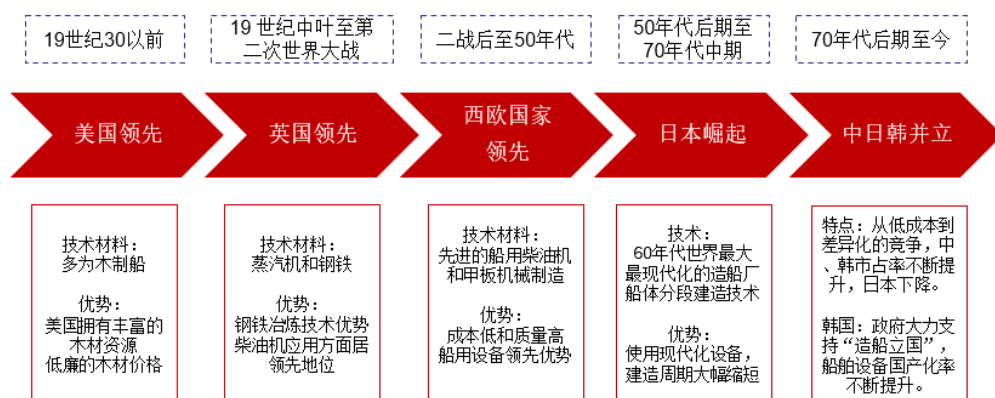 19世纪30以前
19 世纪中叶至第
二次世界大战
二战后至50年代
50年代后期至
70年代中期
70年代后期至今
美国领先
英国领先
西欧国家
领先
日本崛起
中日韩并立
技术材料：
多为木制船
优势：
美国拥有丰富的
木材资源
低廉的木材价格
技术材料：
蒸汽机和钢铁
优势：
钢铁冶炼技术优势
柴油机应用方面居
领先地位
技术材料：
先进的船用柴油机
和甲板机械制造
优势：
成本低和质量高
船用设备领先优势
技术：
60年代世界最大
最现代化的造船厂
船体分段建造技术
优势：
使用现代化设备，
建造周期大幅缩短
特点：从低成本到
差异化的竞争，中
、韩市占率不断提
升，日本下降。
韩国：政府大力支
持“造船立国”，
船舶设备国产化率
不断提升。